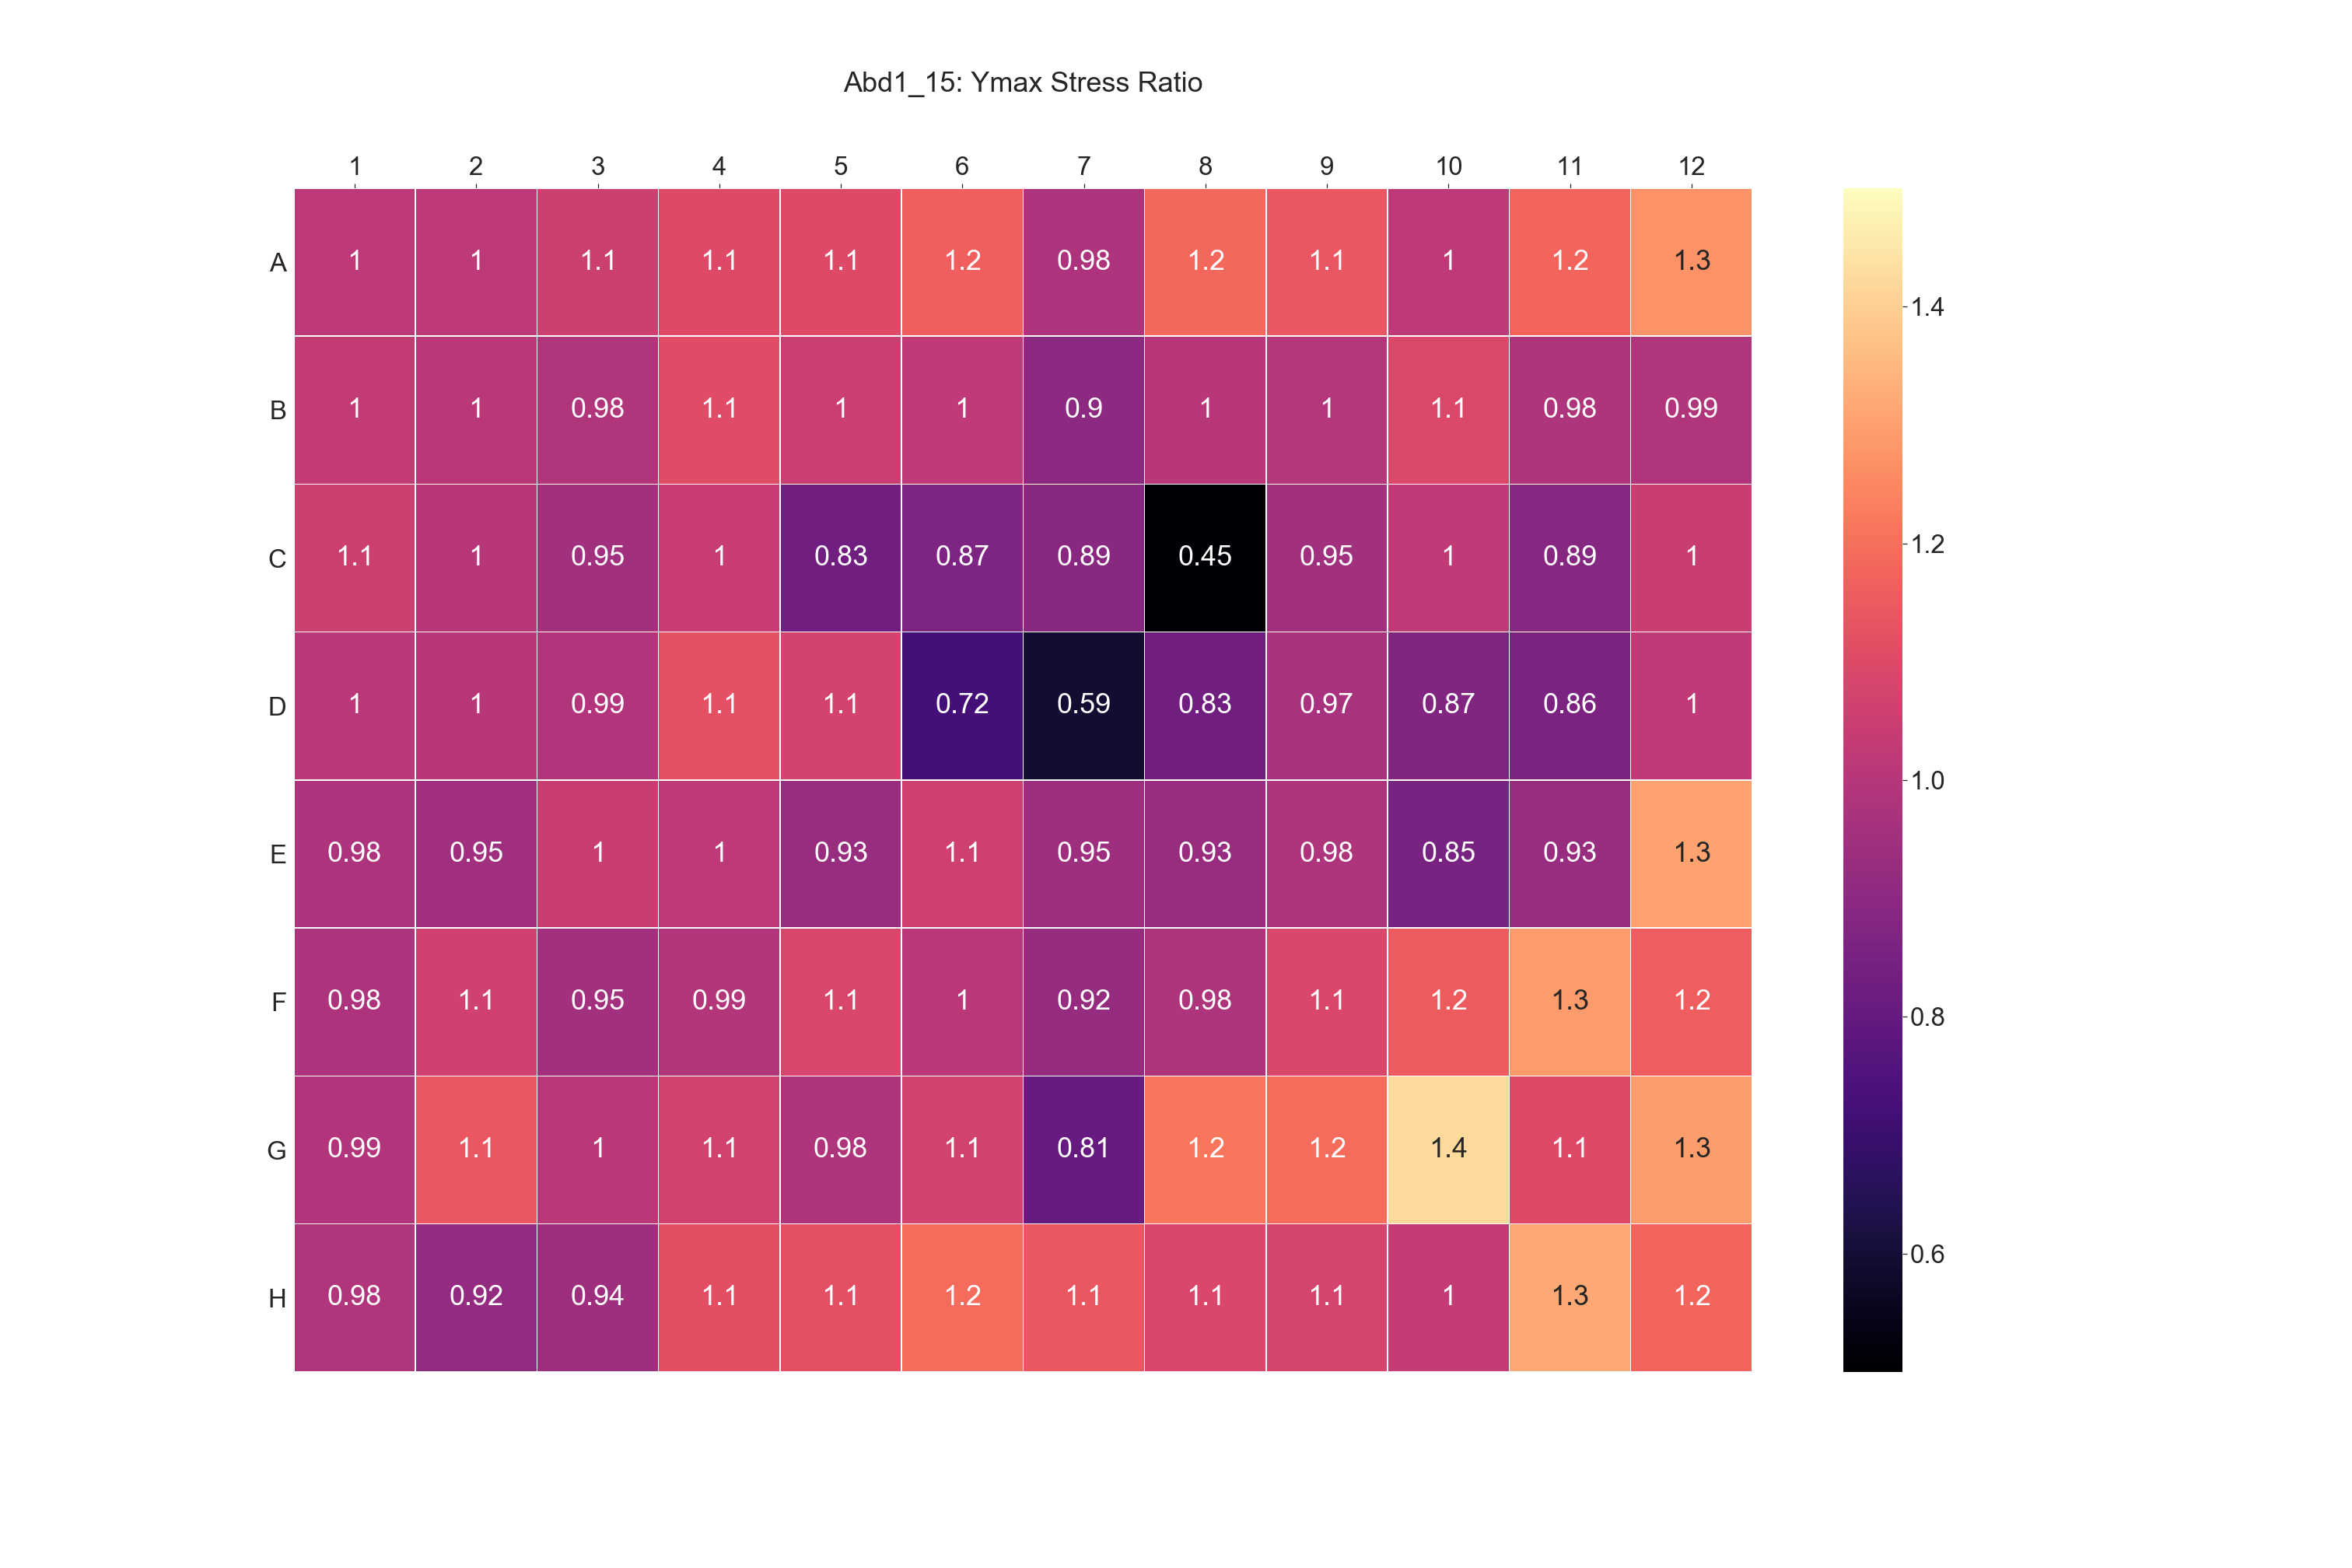 Abd1_15: Ymax Stress Ratio
1 2 3 4 5 6 7 8 9 10 11 12
A 1 1 1.1 1.1 1.1 1.2 0.98 1.2 1.1 1 1.2 1.3
1.4
B 1 1 0.98 1.1 1 1 0.9 1 1 1.1 0.98 0.99
1.2
C 1.1 1 0.95 1 0.83 0.87 0.89 0.45 0.95 1 0.89 1
D 1 1 0.99 1.1 1.1 0.72 0.59 0.83 0.97 0.87 0.86 1
1.0
E 0.98 0.95 1 1 0.93 1.1 0.95 0.93 0.98 0.85 0.93 1.3
F 0.98 1.1 0.95 0.99 1.1 1 0.92 0.98 1.1 1.2 1.3 1.2
0.8
G 0.99 1.1 1 1.1 0.98 1.1 0.81 1.2 1.2 1.4 1.1 1.3
0.6
H 0.98 0.92 0.94 1.1 1.1 1.2 1.1 1.1 1.1 1 1.3 1.2